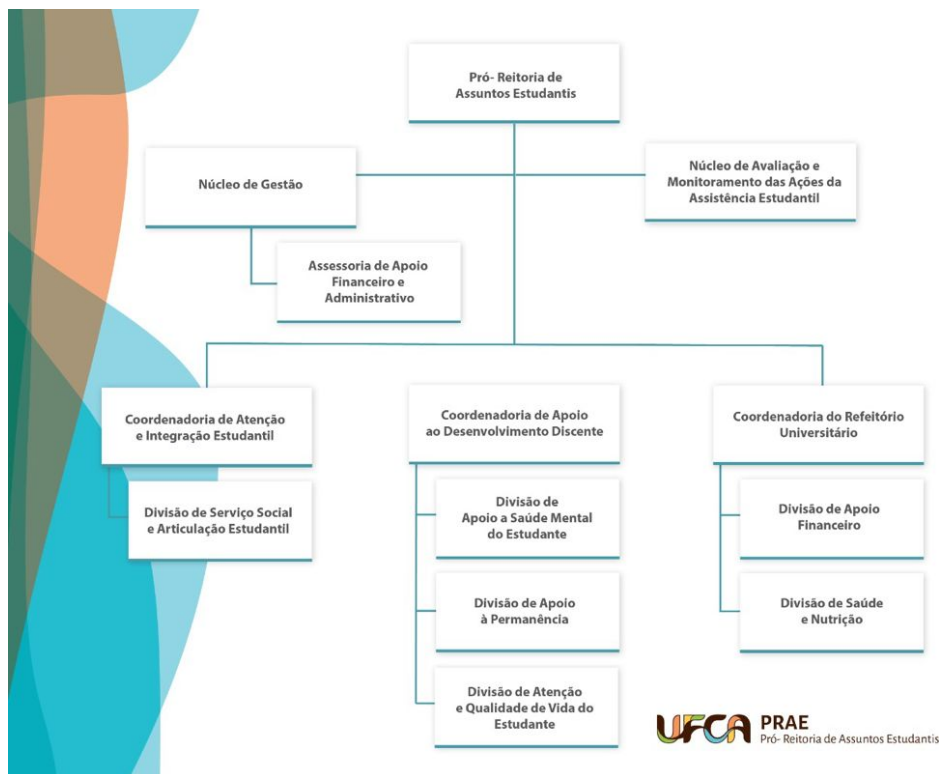 Pró- Reitoria de
Assuntos Estudantis
Núcleo de Gestão
Núcleo de Avaliação e
Monitoramento das Ações da
Assistência Estudantil
Assessoria de Apoio
Financeiro e
Administrativo
Coordenadoria de Atenção
e Integração Estudantil
Divisão de Serviço Social
e Articulação Estudantil
Coordenadoria de Apoio
ao Desenvolvimento Discente
Divisão de
Apoio a Saúde Mental
do Estudante
Divisão de Apoio
à Permanência
Divisão de Atenção
e Qualidade de Vida do
Estudante
Coordenadoria do Refeitório
Universitário
Divisão de Apoio
Financeiro
Divisão de Saúde
e Nutrição
UFCA PRAE
Pró- Reitoria de Assuntos Estudantis